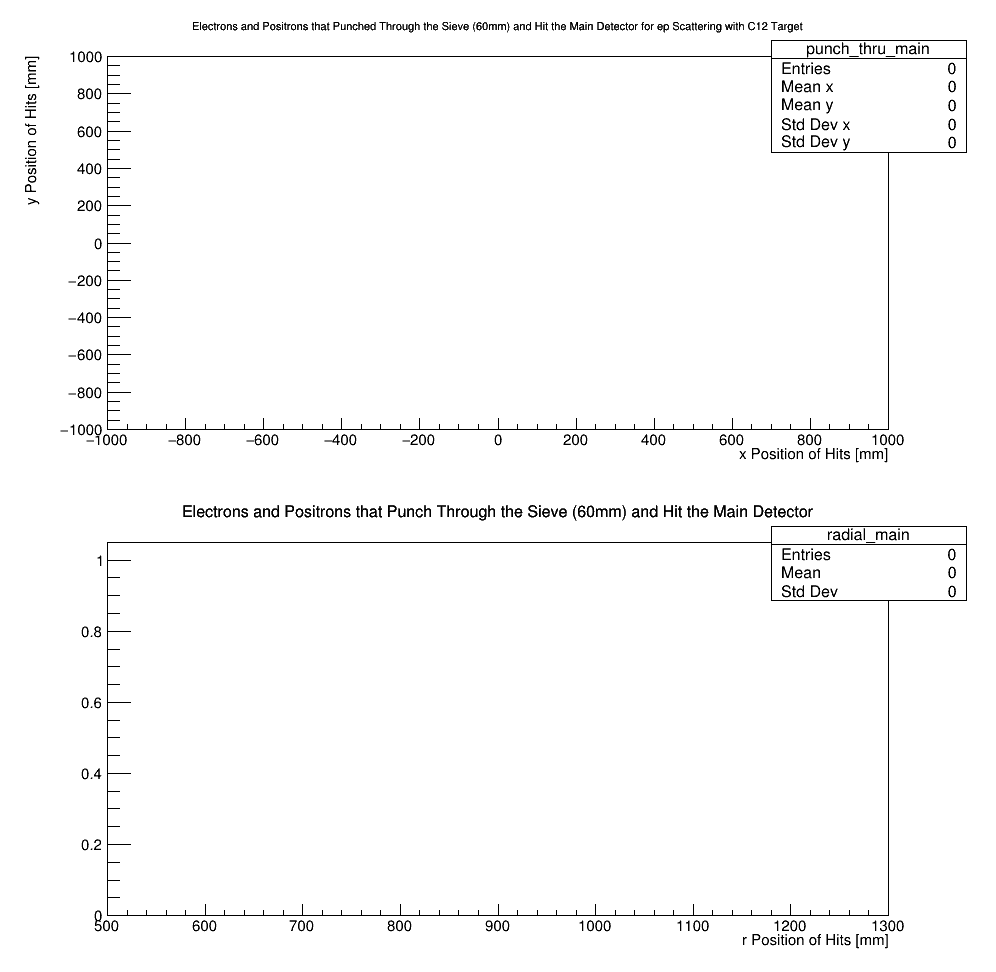 Electrons and Positrons that Punched Through the Sieve (60mm) and Hit the Main Detector for ep Scattering with C12 Target
punch_thru_main
Entries 0
Mean x 0
Mean y 0
Std Dev x 0
Std Dev y 0
y Position of Hits [mm]
1000
800
600
400
200
0
−200
−400
−600
−800
−1000
−1000 −800 −600 −400 −200 0 200 400 600 800 1000
x Position of Hits [mm]
Electrons and Positrons that Punch Through the Sieve (60mm) and Hit the Main Detector
radial_main
Entries 0
Mean 0
Std Dev 0
1
0.8
0.6
0.4
0.2
0
500 600 700 800 900 1000 1100 1200 1300
r Position of Hits [mm]